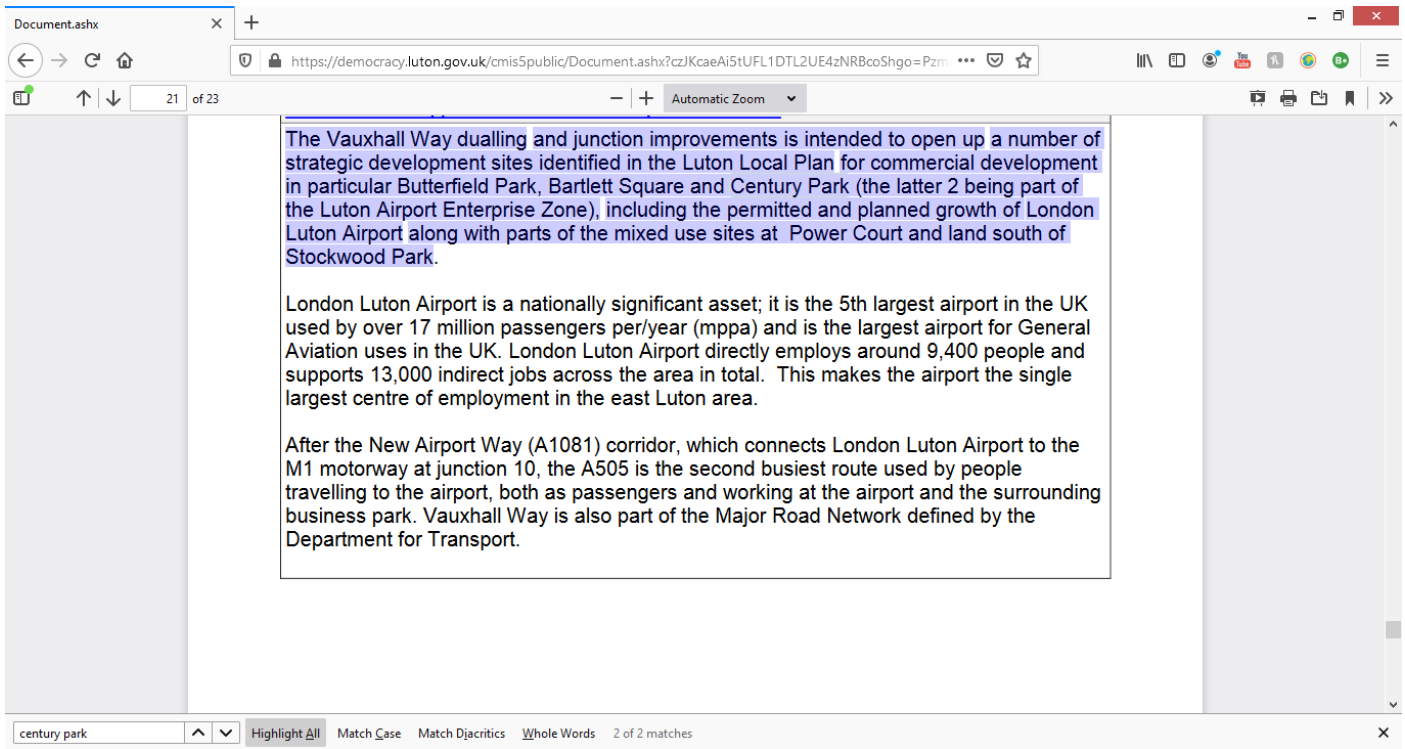 Document.ashx
https://democracy.luton.gov.uk/cmis5public/Document.ashx?czJKcaeAi5tUFL1DTL2UE4zNRBcoShgo=Pzm
21 of 23
Automatic Zoom
The Vauxhall Way dualling and junction improvements is intended to open up a number of
strategic development sites identified in the Luton Local Plan for commercial development
in particular Butterfield Park, Bartlett Square and Century Park (the latter 2 being part of
the Luton Airport Enterprise Zone), including the permitted and planned growth of London
Luton Airport along with parts of the mixed use sites at Power Court and land south of
Stockwood Park.
London Luton Airport is a nationally significant asset; it is the 5th largest airport in the UK
used by over 17 million passengers per/year (mppa) and is the largest airport for General
Aviation uses in the UK. London Luton Airport directly employs around 9,400 people and
supports 13,000 indirect jobs across the area in total. This makes the airport the single
largest centre of employment in the east Luton area.
After the New Airport Way (A1081) corridor, which connects London Luton Airport to the
M1 motorway at junction 10, the A505 is the second busiest route used by people
travelling to the airport, both as passengers and working at the airport and the surrounding
business park. Vauxhall Way is also part of the Major Road Network defined by the
Department for Transport.
century park Highlight All Match Case Match Diacritics Whole Words 2 of 2 matches